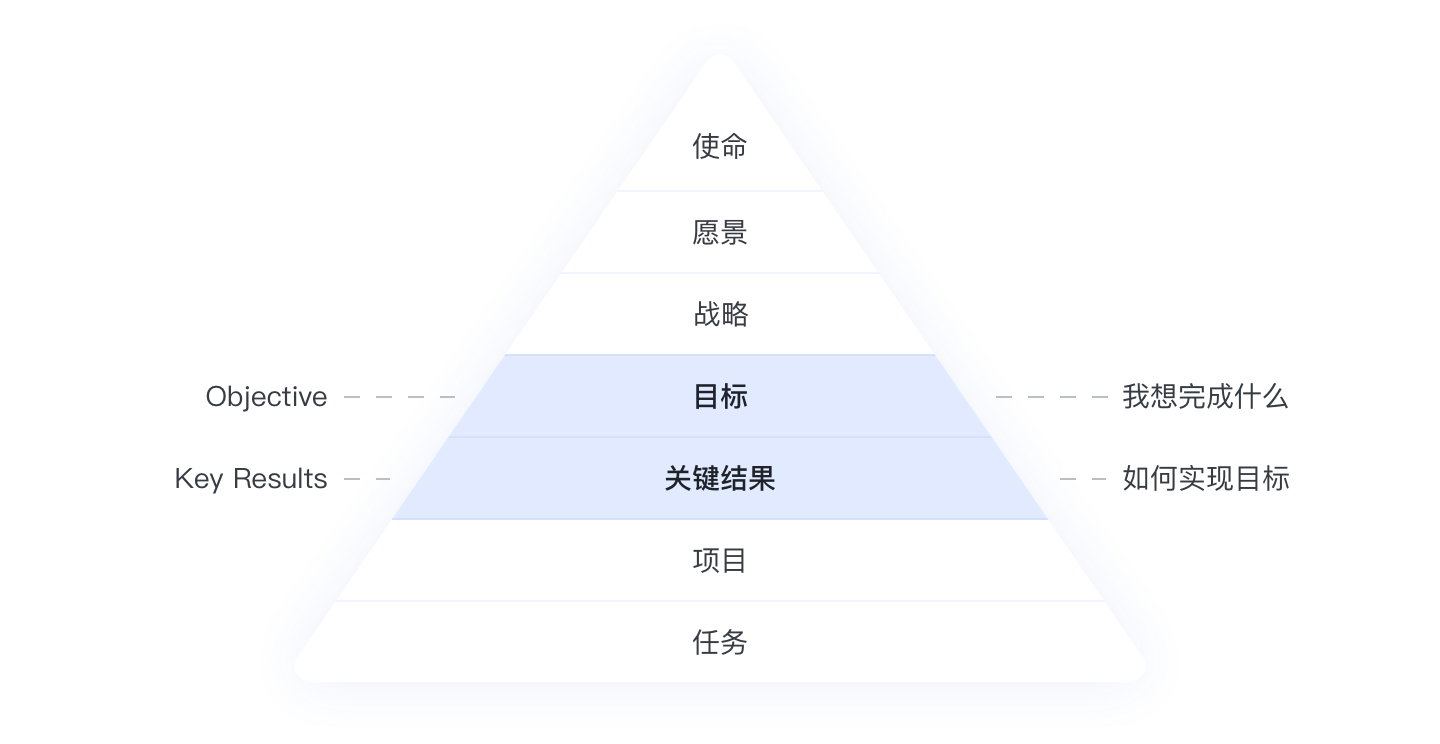 使命
愿景
战略
Objective 目标 我想完成什么
Key Results 关键结果 如何实现目标
项目
任务